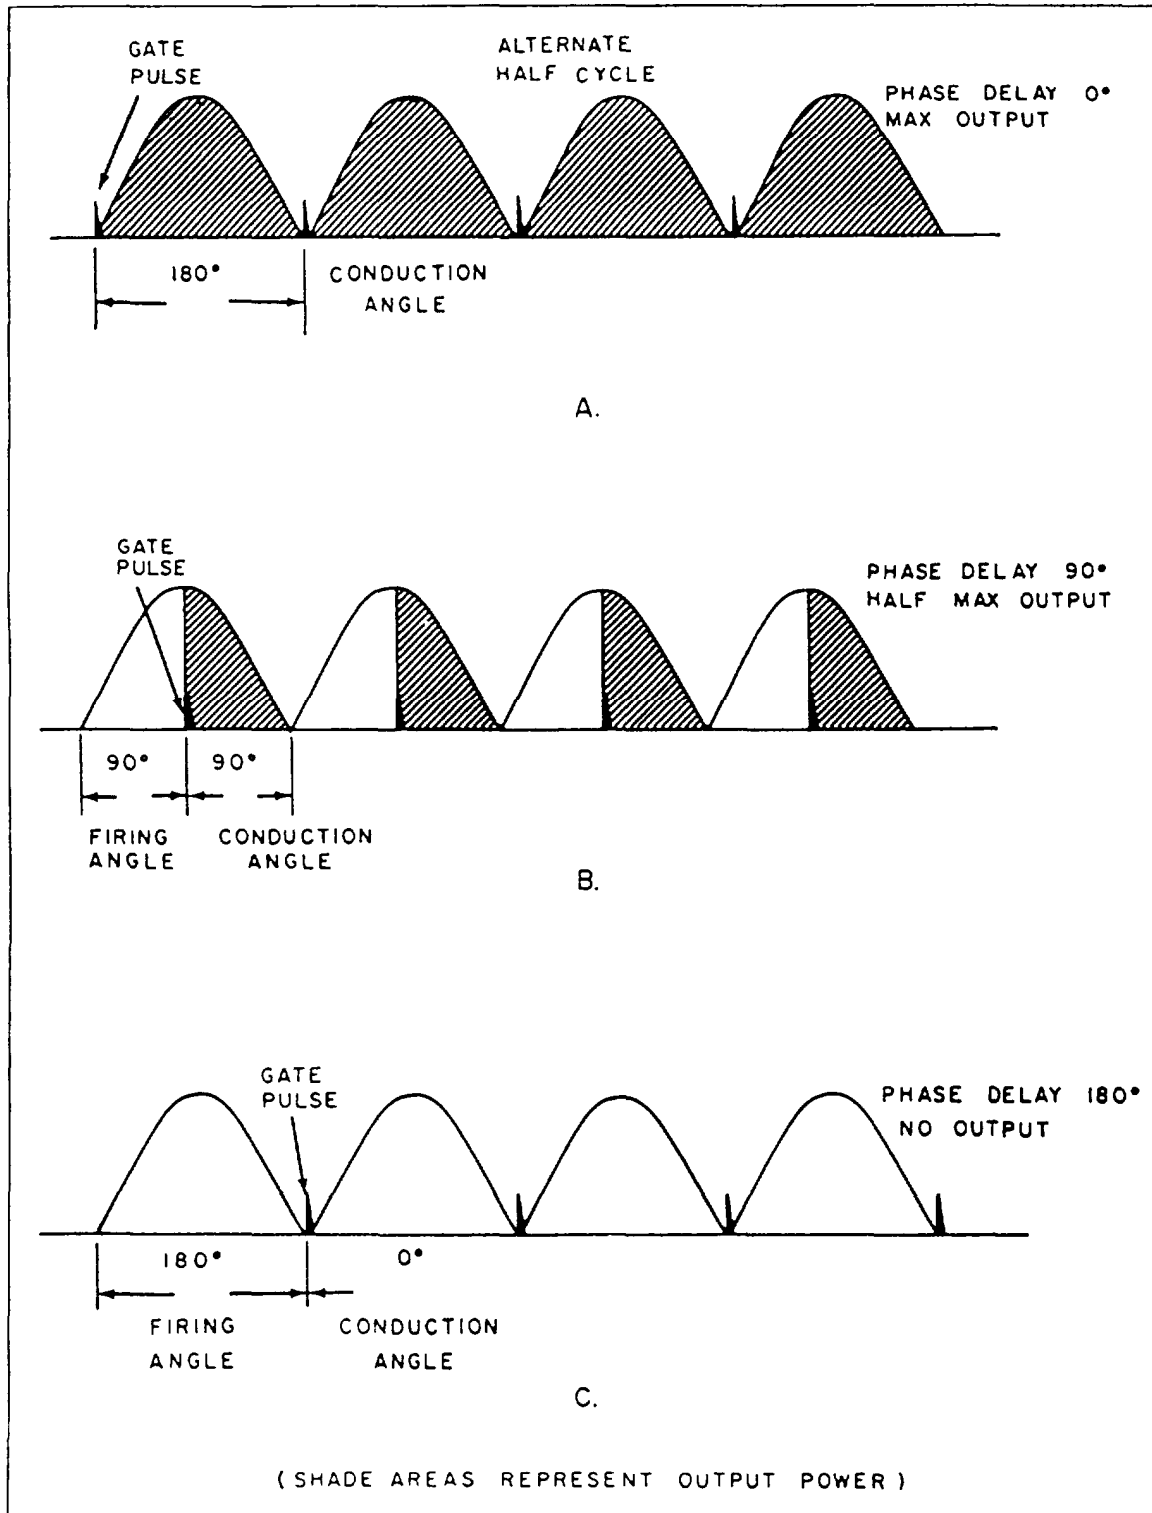 GATE
PULSE
ALTERNATE
HALF CYCLE
PHASE DELAY 0°
MAX OUTPUT
180°
CONDUCTION
ANGLE
A.
GATE
PULSE
PHASE DELAY 90°
HALF MAX OUTPUT
90°
90°
FIRING
ANGLE
CONDUCTION
ANGLE
B.
GATE
PULSE
PHASE DELAY 180°
NO OUTPUT
180°
0°
FIRING
ANGLE
CONDUCTION
ANGLE
C.
(SHADE AREAS REPRESENT OUTPUT POWER)